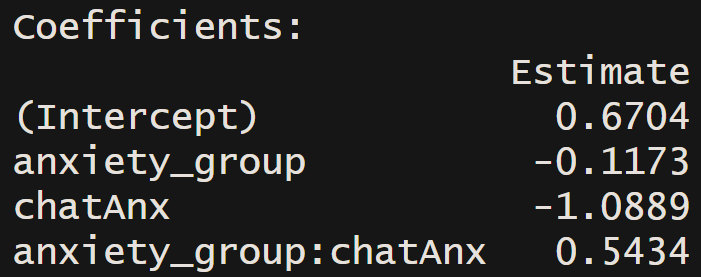 Coefficients:
Estimate
(Intercept) 0.6704
anxiety_group -0.1173
chatAnx -1.0889
anxiety_group:chatAnx 0.5434